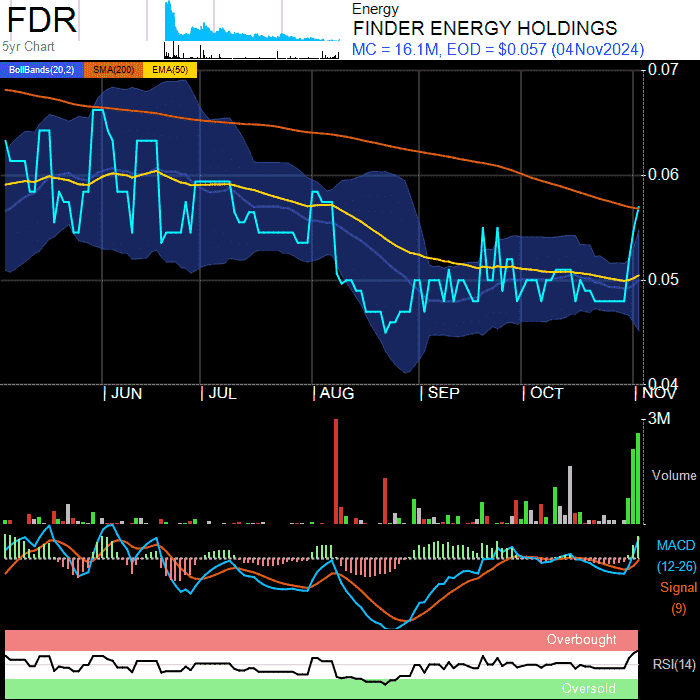 FDR
5yr Chart
Energy
FINDER ENERGY HOLDINGS
MC = 16.1M, EOD = $0.057 (04Nov2024)
BollBands(20,2) SMA(200) EMA(50)
0.07
0.06
0.05
0.04
JUN JUL AUG SEP OCT NOV
3M
Volume
MACD
(12-26)
Signal
(9)
Overbought
RSI(14)
Oversold